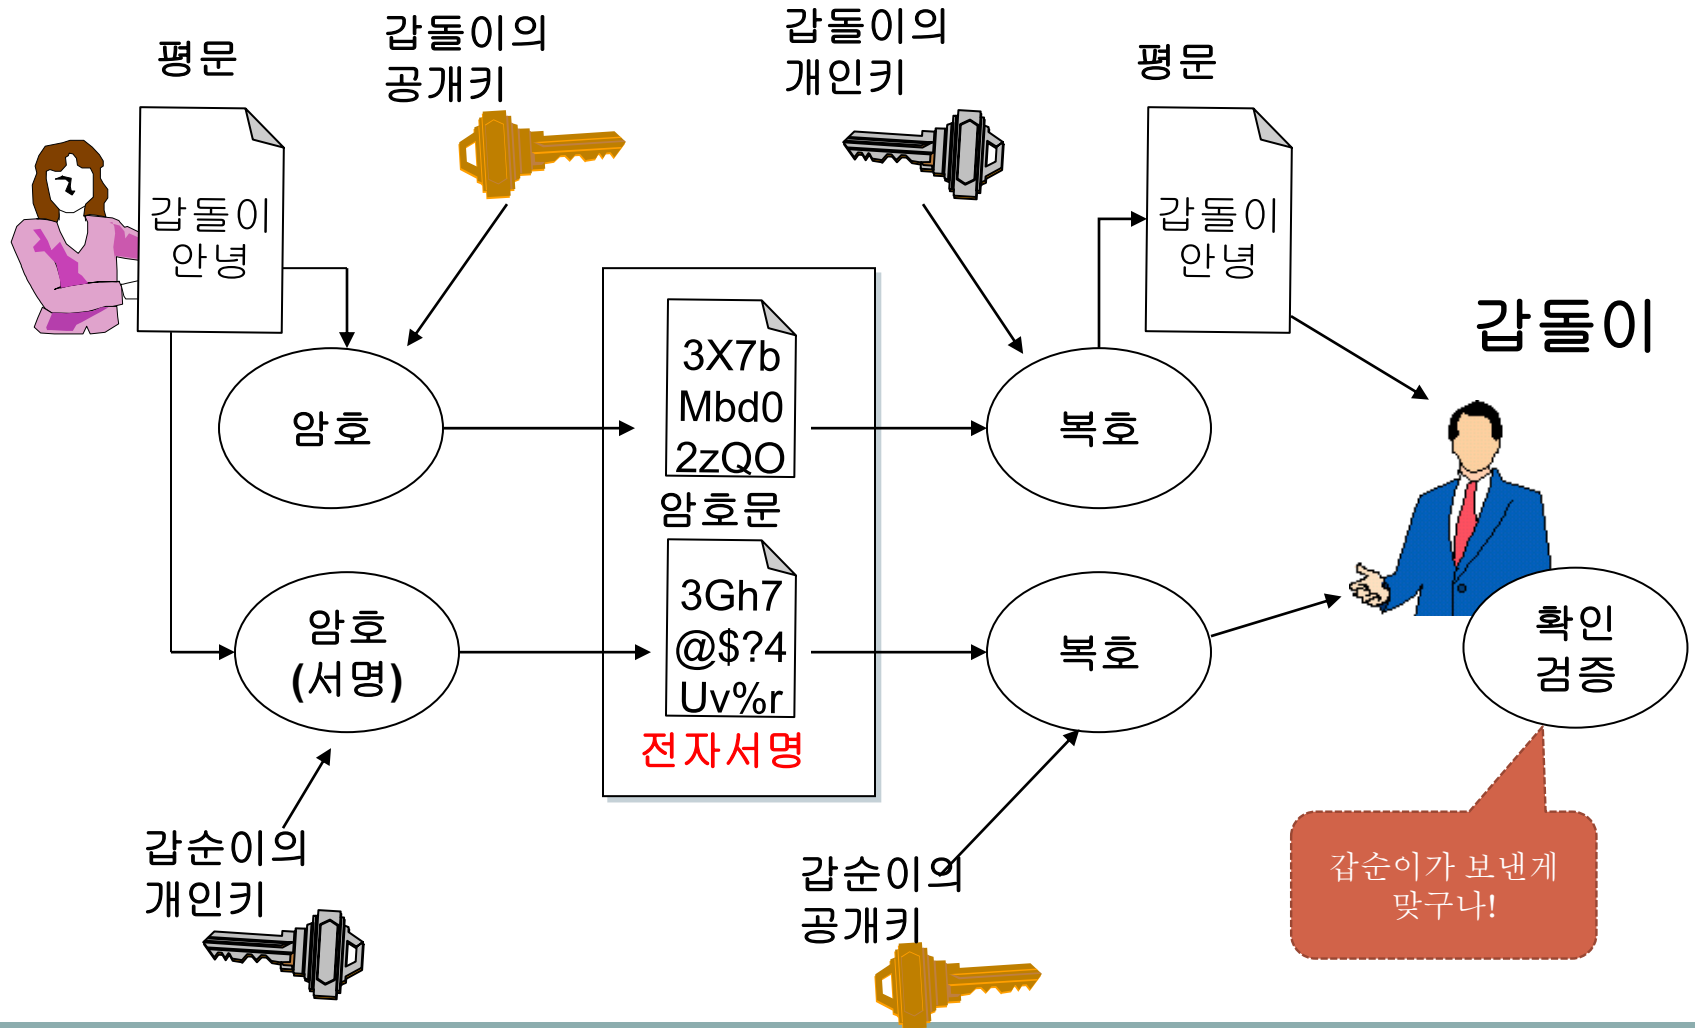 평문
갑돌이의
공개키
갑돌이의
개인키
평문
갑돌이
안녕
갑돌이
안녕
갑돌이
암호
3X7b
Mbd0
2zQO
암호문
복호
암호
(서명)
3Gh7
@$?4
Uv%r
전자서명
복호
확인
검증
갑순이의
개인키
갑순이의
공개키
갑순이가 보낸게
맞구나!